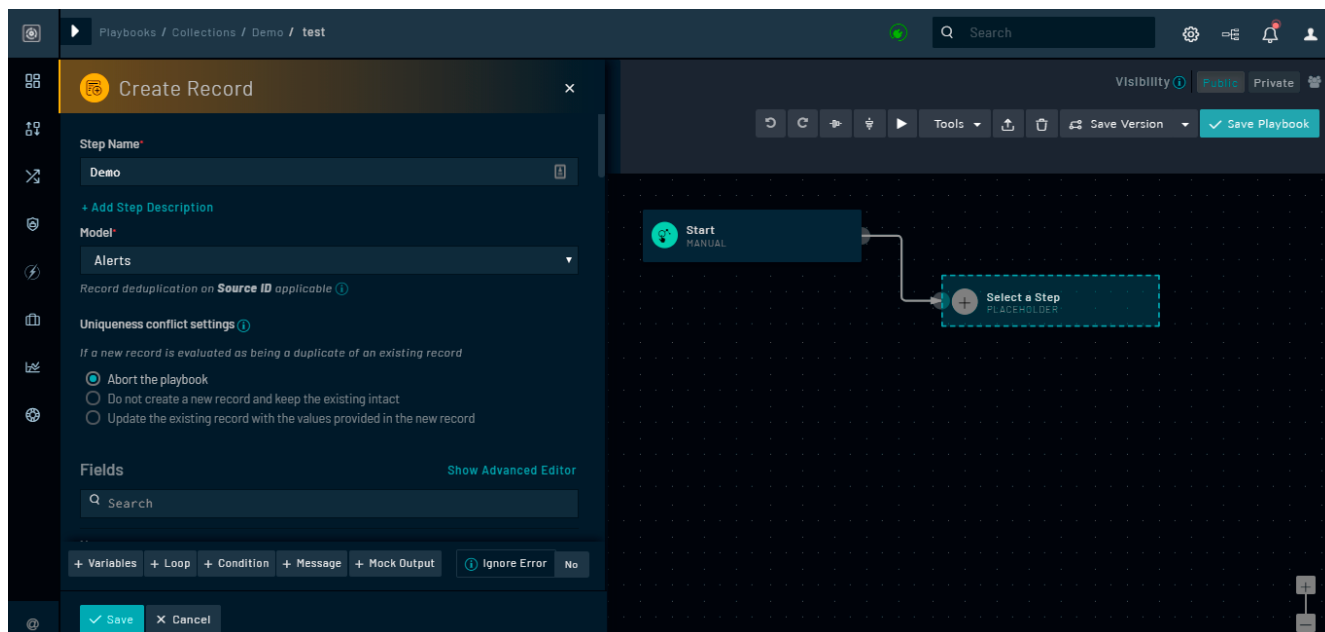 Playbooks / Collections / Demo / test
Search
Create Record
Visibility Public Private
Tools Save Version Save Playbook
Step Name*
Demo
+ Add Step Description
Model*
Alerts
Record deduplication on Source ID applicable
Uniqueness conflict settings
If a new record is evaluated as being a duplicate of an existing record
Abort the playbook
Do not create a new record and keep the existing intact
Update the existing record with the values provided in the new record
Fields Show Advanced Editor
Search
+ Variables + Loop + Condition + Message + Mock Output Ignore Error No
Save Cancel
@
Start
MANUAL
Select a Step
PLACEHOLDER